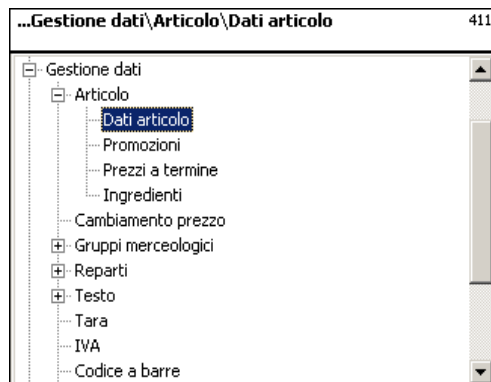 ...Gestione dati\Articolo\Dati articolo 411
Gestione dati
Articolo
Dati articolo
Promozioni
Prezzi a termine
Ingredienti
Cambiamento prezzo
Gruppi merceologici
Reparti
Testo
Tara
IVA
Codice a barre